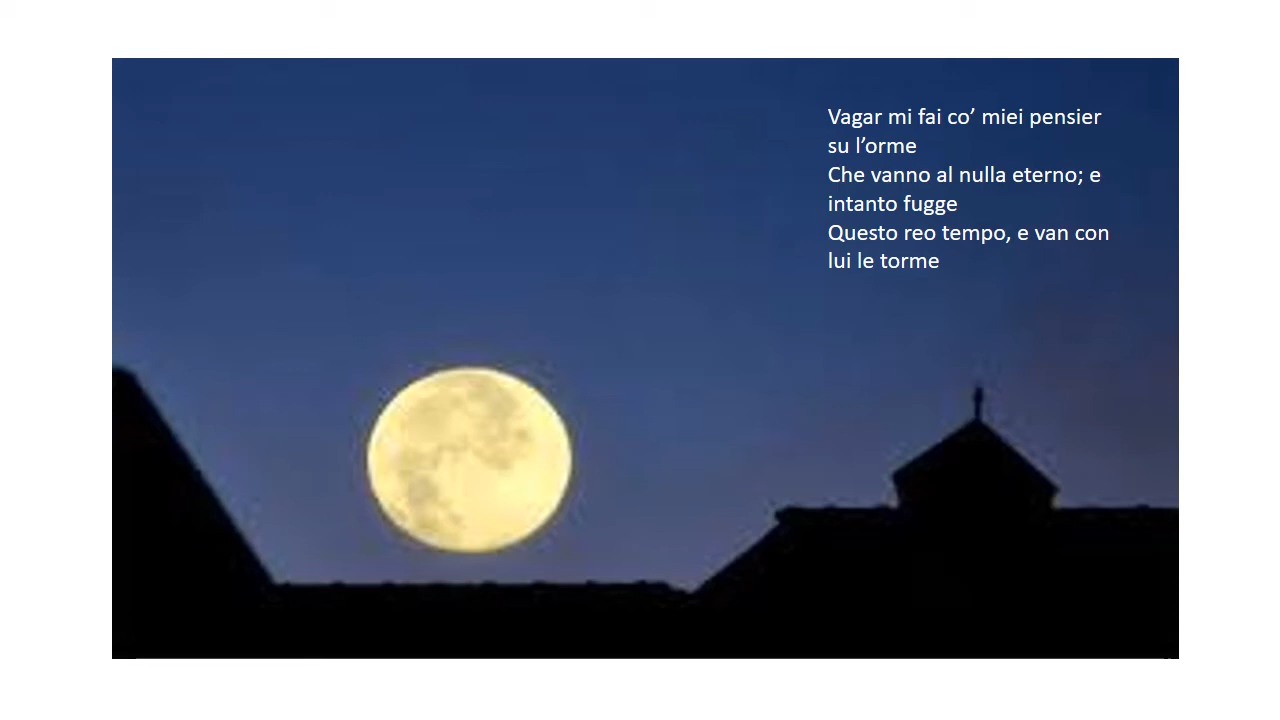 Vagar mi fai co’ miei pensier
su l’orme
Che vanno al nulla eterno; e
intanto fugge
Questo reo tempo, e van con
lui le torme